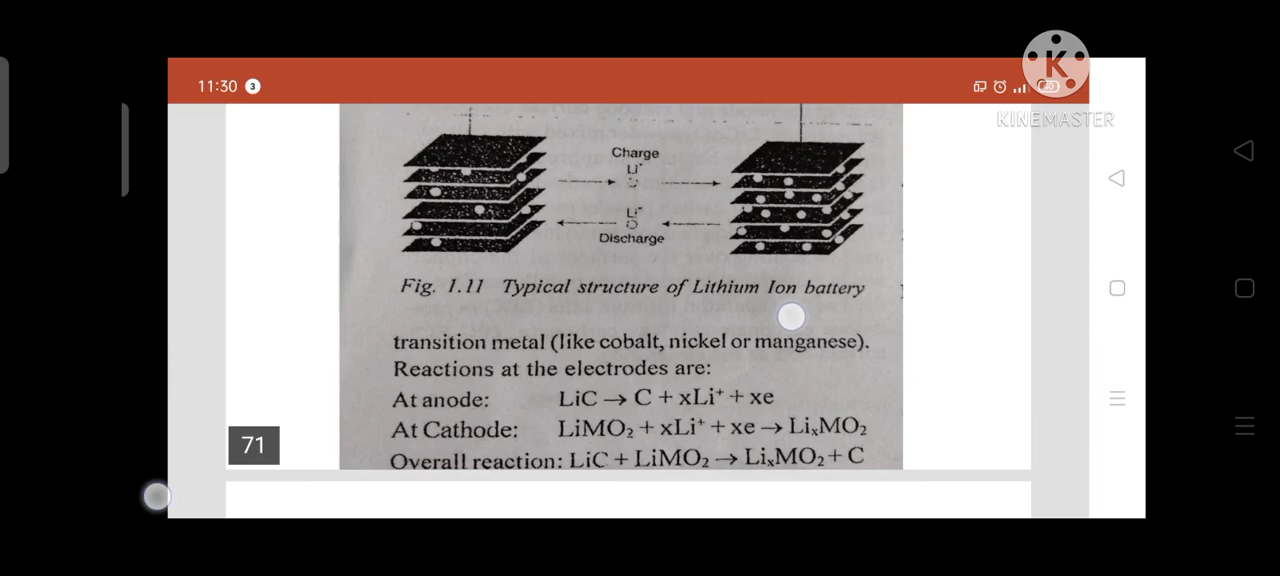 11:30 3
K
KINEMASTER
Charge
Li⁺
Li⁺
Discharge
Fig. 1.11 Typical structure of Lithium Ion battery
transition metal (like cobalt, nickel or manganese).
Reactions at the electrodes are:
At anode: LiC → C + xLi⁺ + xe
At Cathode: LiMO₂ + xLi⁺ + xe → LiₓMO₂
Overall reaction: LiC + LiMO₂ → LiₓMO₂ + C
71